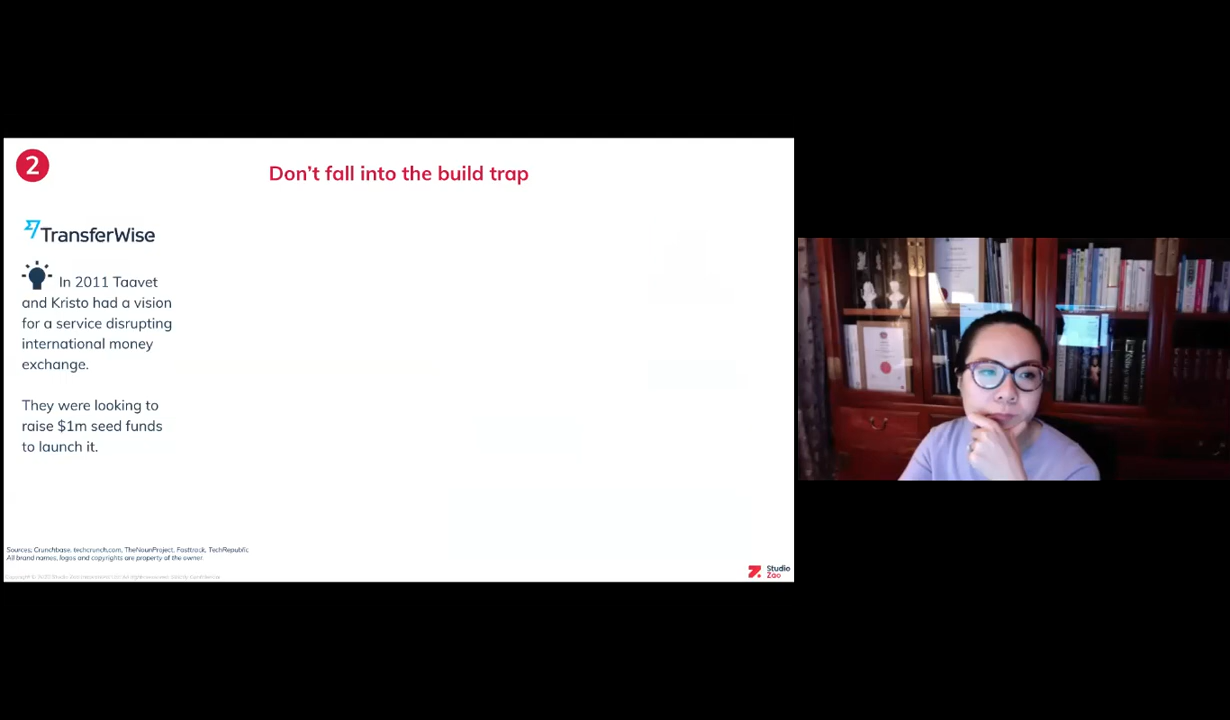 2
Don't fall into the build trap
TransferWise
In 2011 Taavet
and Kristo had a vision
for a service disrupting
international money
exchange.
They were looking to
raise $1m seed funds
to launch it.
Sources; Crunchbase, techcrunch.com, TheNounProject, Fasttrack, TechRepublic
All brand names, logos and copyrights are property of the owner.
Studio
Zao